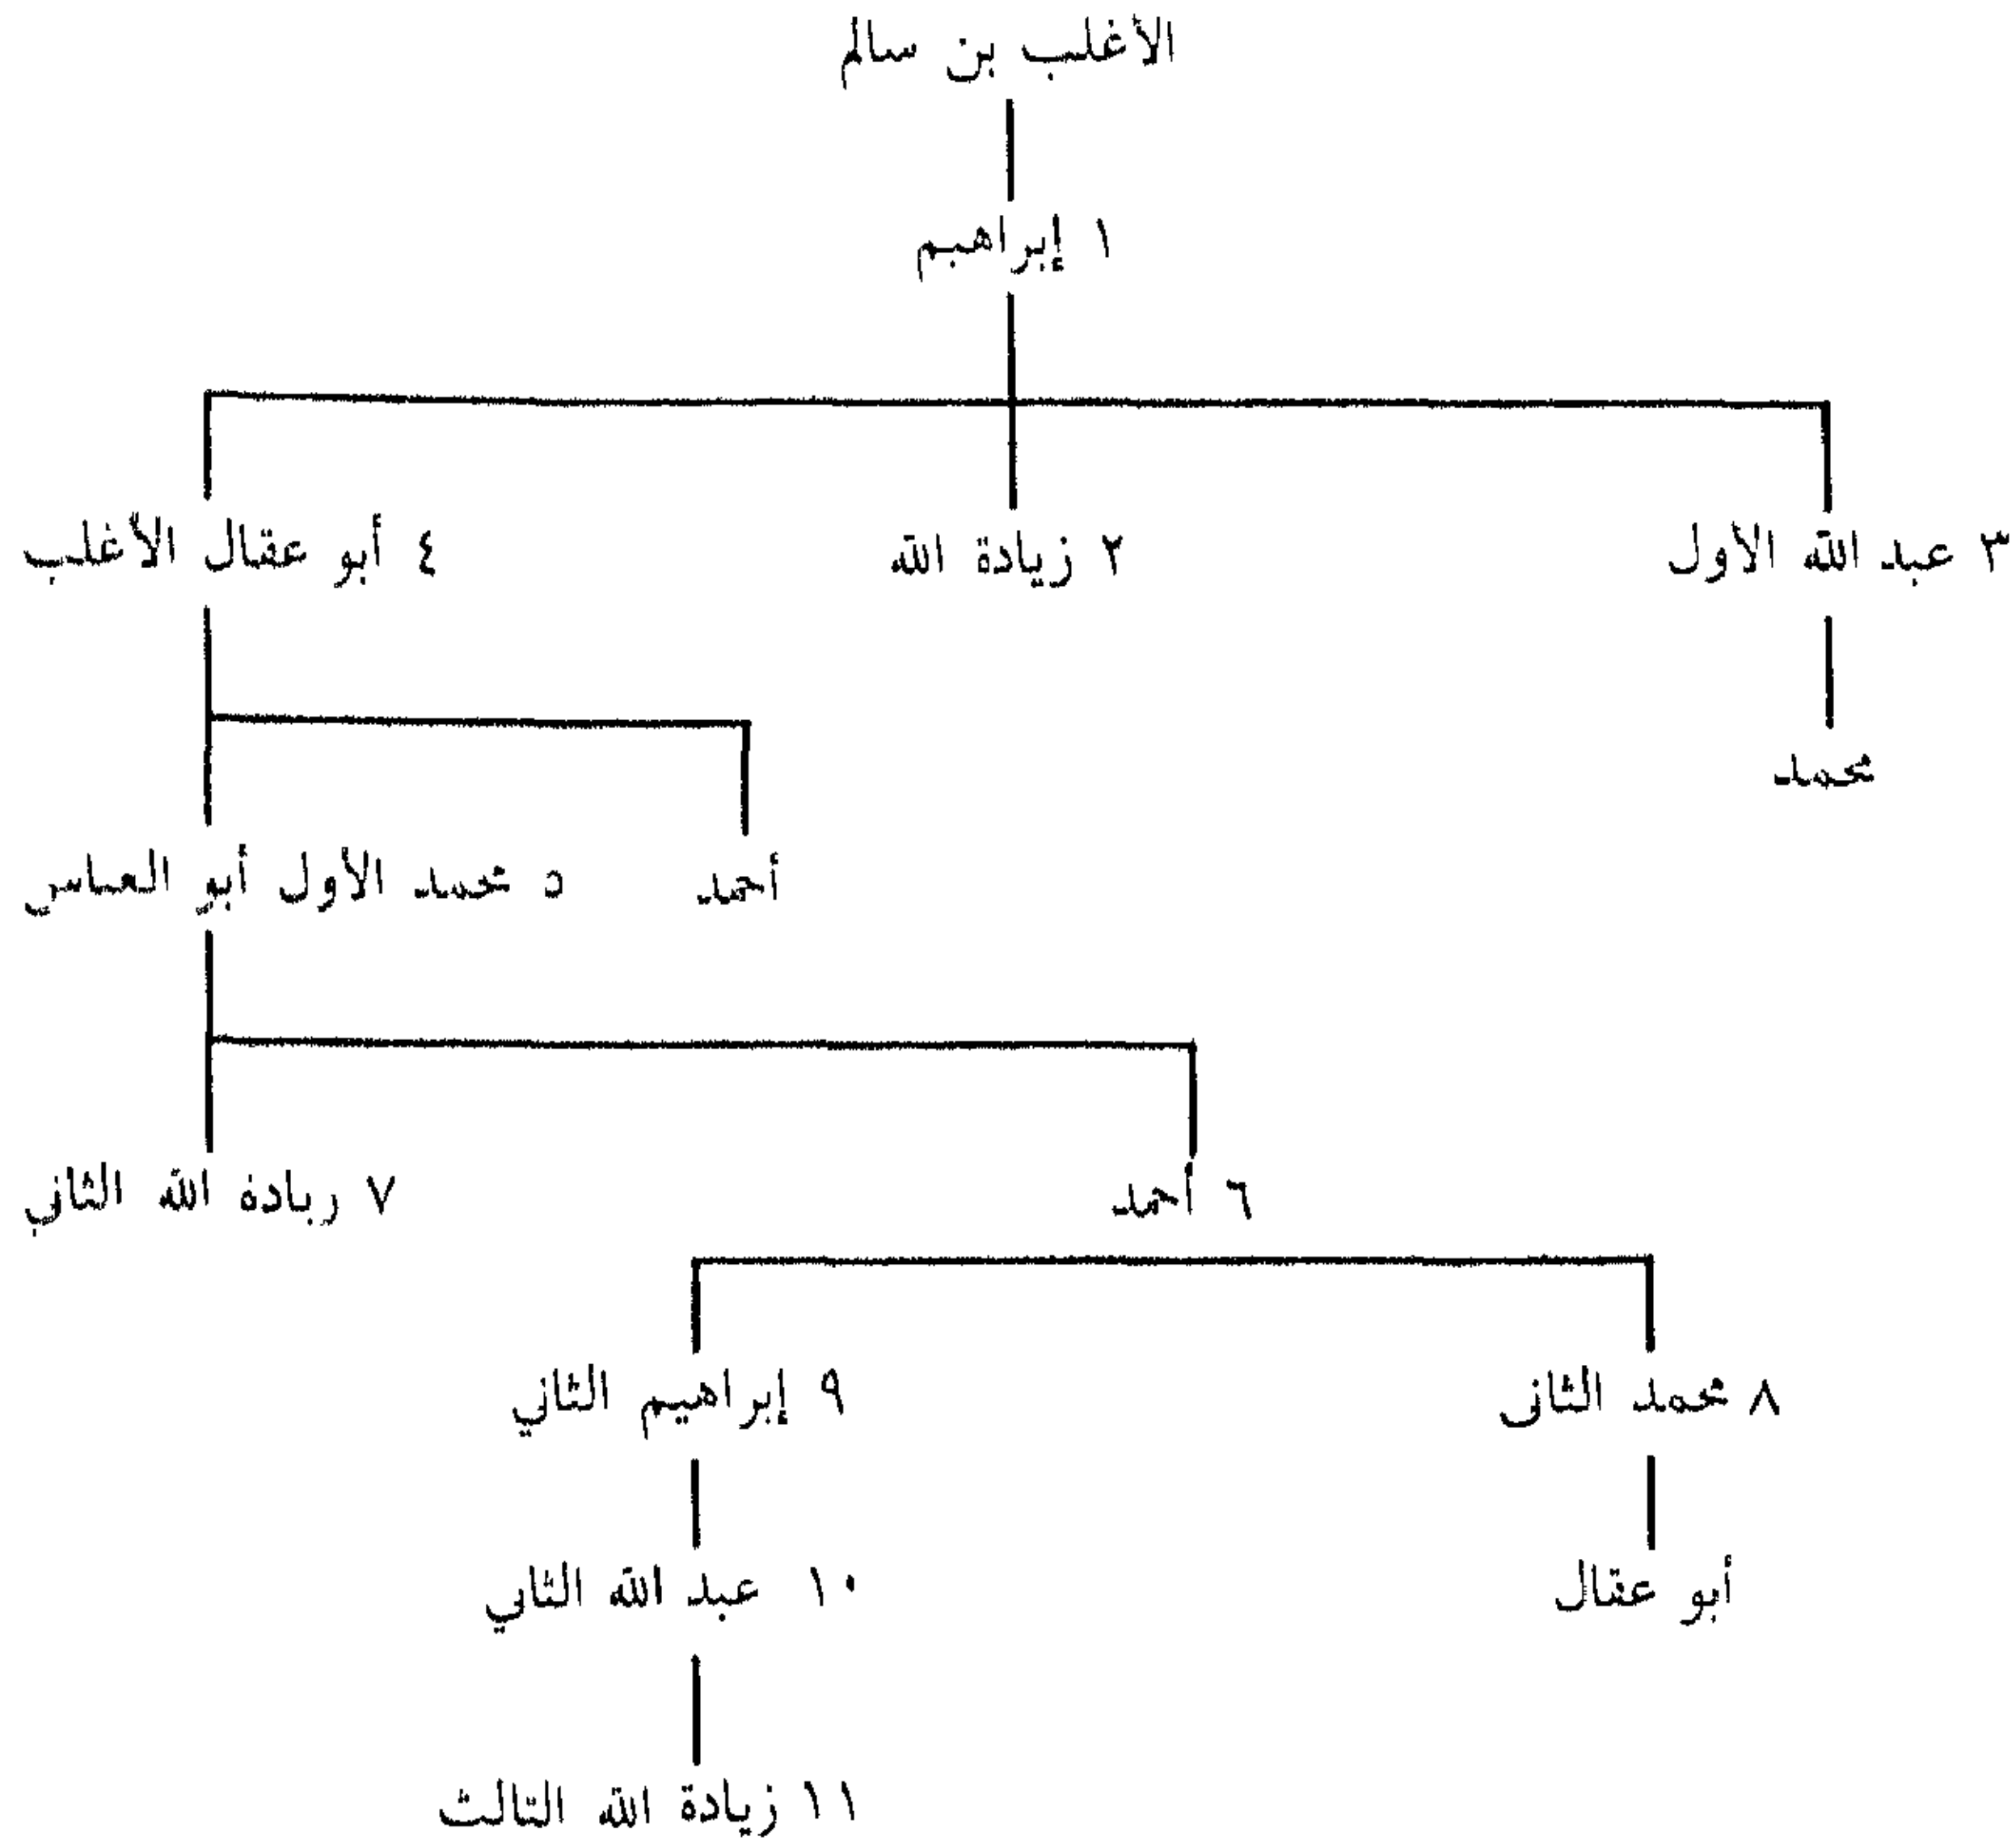 الأغلب بن سالم
١ إبراهيم
٣ عبد الله الأول
٢ زيادة الله
٤ أبو عقال الأغلب
محمد
أحمد
٥ محمد الأول أبو العباس
٦ أحمد
٧ زيادة الله الثاني
٨ محمد الثاني
٩ إبراهيم الثاني
أبو عقال
١٠ عبد الله الثاني
١١ زيادة الله الثالث